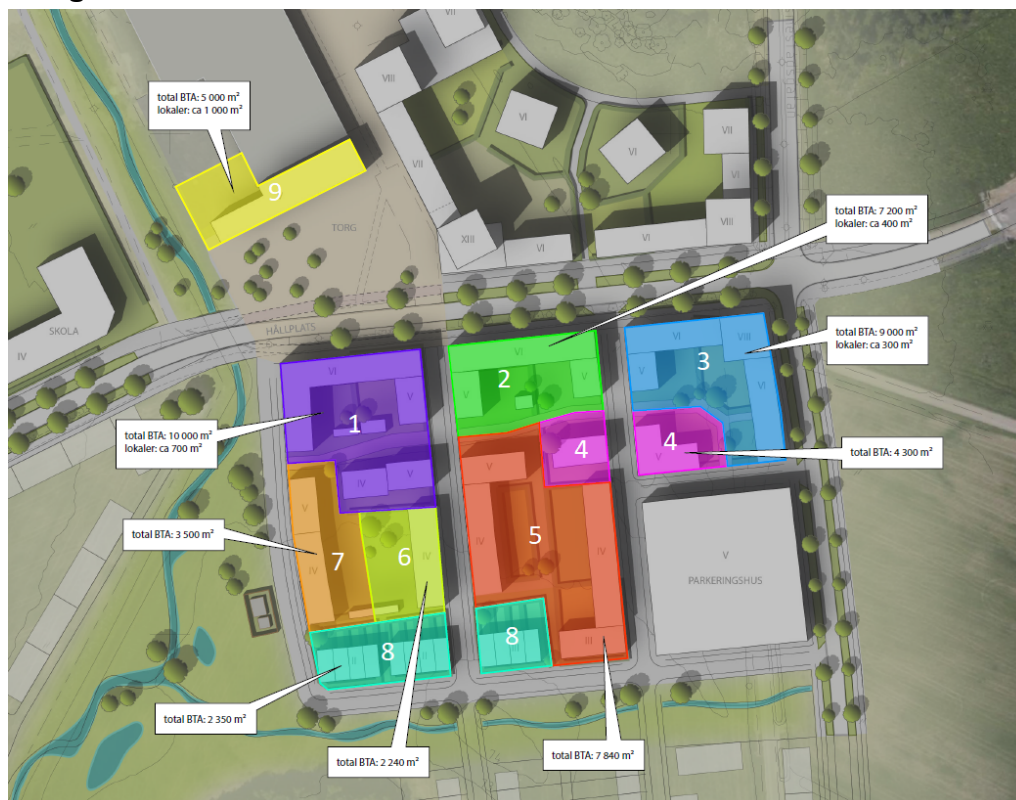 VII
VIII
total BTA: 5 000 m²
lokaler: ca 1 000 m²
VI
VII
VII
VI
VI
9
TORG
XIII
VI
VI
VIII
total BTA: 7 200 m²
lokaler: ca 400 m²
SKOLA
IV
HÅLLPLATS
VI
V
1
VI
V
2
V
VI
VIII
3
V
VI
total BTA: 9 000 m²
lokaler: ca 300 m²
total BTA: 10 000 m²
lokaler: ca 700 m²
IV
V
4
4
V
total BTA: 4 300 m²
V
IV
5
IV
total BTA: 3 500 m²
IV
7
6
IV
V
PARKERINGSHUS
8
II
II
8
III
total BTA: 2 350 m²
total BTA: 2 240 m²
total BTA: 7 840 m²